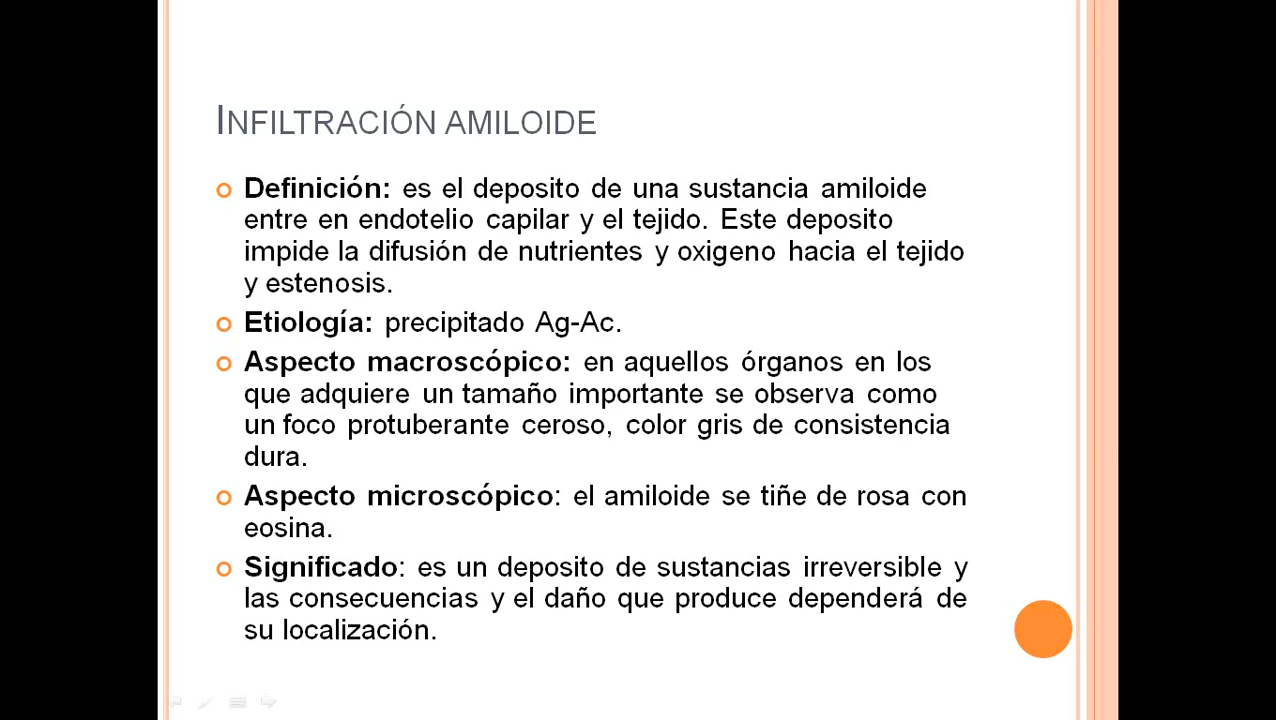 INFILTRACIÓN AMILOIDE
Definición: es el deposito de una sustancia amiloide
entre en endotelio capilar y el tejido. Este deposito
impide la difusión de nutrientes y oxigeno hacia el tejido
y estenosis.
Etiología: precipitado Ag-Ac.
Aspecto macroscópico: en aquellos órganos en los
que adquiere un tamaño importante se observa como
un foco protuberante ceroso, color gris de consistencia
dura.
Aspecto microscópico: el amiloide se tiñe de rosa con
eosina.
Significado: es un deposito de sustancias irreversible y
las consecuencias y el daño que produce dependerá de
su localización.